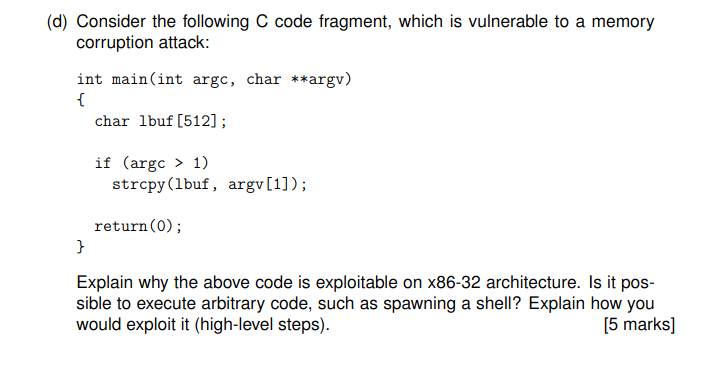 (d) Consider the following C code fragment, which is vulnerable to a memory
corruption attack:
int main(int argc, char **argv)
{
char lbuf[512];
if (argc > 1)
strcpy(lbuf, argv[1]);
return(0);
}
Explain why the above code is exploitable on x86-32 architecture. Is it pos-
sible to execute arbitrary code, such as spawning a shell? Explain how you
would exploit it (high-level steps). [5 marks]